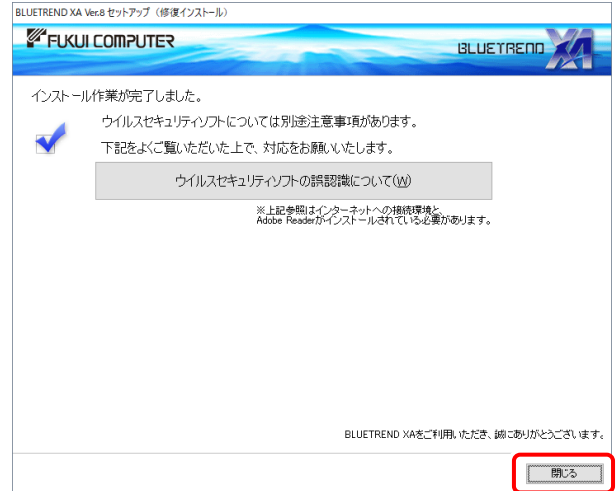 BLUETREND XA Ver.8 セットアップ（修復インストール）
FUKUI COMPUTER
BLUETREND XA
インストール作業が完了しました。
ウイルスセキュリティソフトについては別途注意事項があります。
下記をよくご覧いただいた上で、対応をお願いいたします。
ウイルスセキュリティソフトの誤認識について(W)
※上記参照はインターネットへの接続環境と、
Adobe Readerがインストールされている必要があります。
BLUETREND XAをご利用いただき、誠にありがとうございます。
閉じる